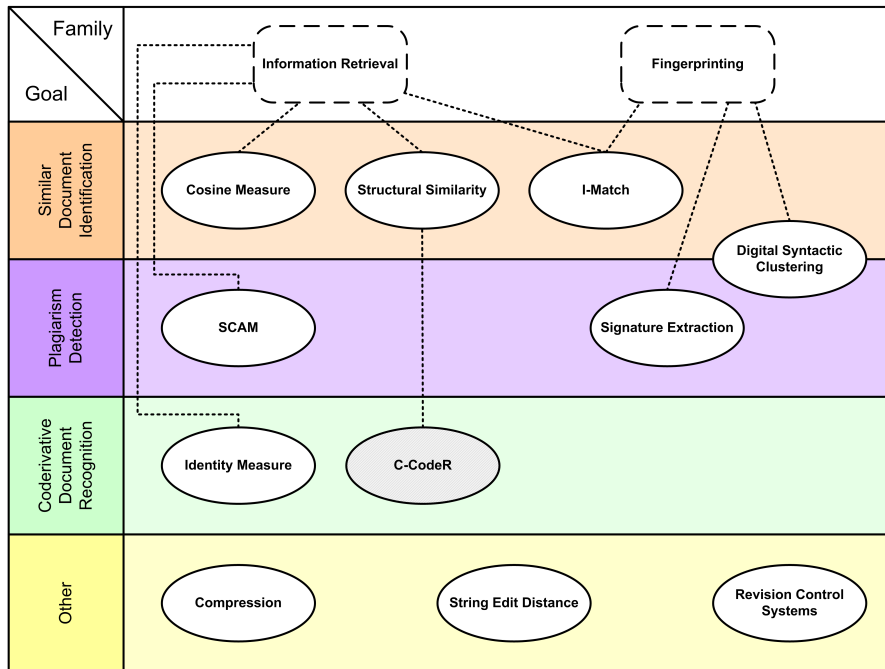 Family
Goal
Information Retrieval
Fingerprinting
Similar
Document
Identification
Cosine Measure
Structural Similarity
I-Match
Digital Syntactic
Clustering
Plagiarism
Detection
SCAM
Signature Extraction
Coderivative
Document
Recognition
Identity Measure
C-CodeR
Other
Compression
String Edit Distance
Revision Control
Systems